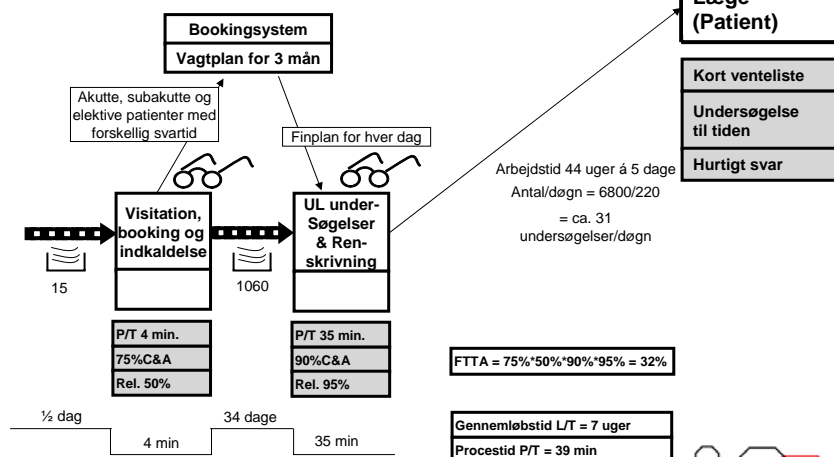 Læge
(Patient)
Bookingsystem
Vagtplan for 3 mån
Kort venteliste
Undersøgelse
til tiden
Hurtigt svar
Akutte, subakutte og
elektive patienter med
forskellig svartid
Finplan for hver dag
Arbejdstid 44 uger á 5 dage
Antal/døgn = 6800/220
= ca. 31
undersøgelser/døgn
Visitation,
booking og
indkaldelse
UL under-
Søgelser
& Ren-
skrivning
15
1060
P/T 4 min.
75%C&A
Rel. 50%
P/T 35 min.
90%C&A
Rel. 95%
FTTA = 75%*50%*90%*95% = 32%
½ dag
4 min
34 dage
35 min
Gennemløbstid L/T = 7 uger
Procestid P/T = 39 min